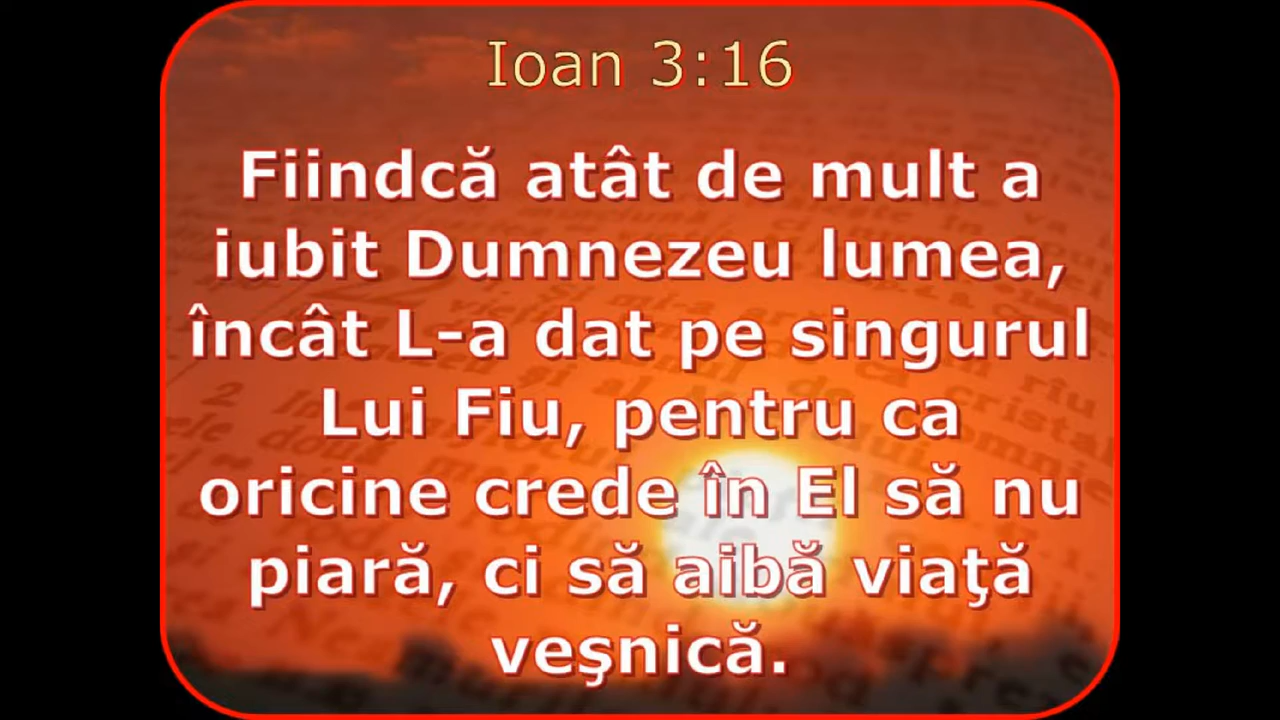 Ioan 3:16
Fiindcă atât de mult a
iubit Dumnezeu lumea,
încât L-a dat pe singurul
Lui Fiu, pentru ca
oricine crede în El să nu
piară, ci să aibă viaţă
veşnică.